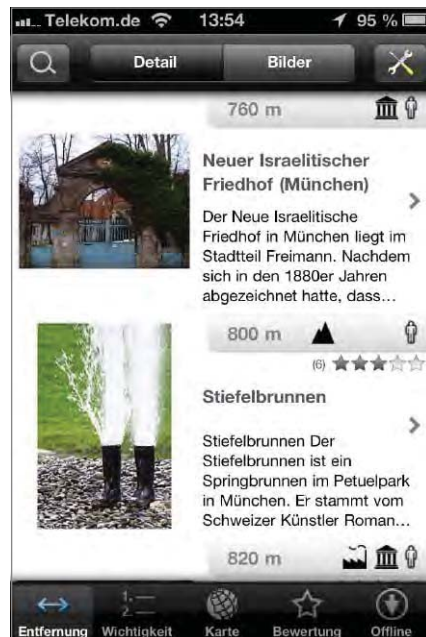 Telekom.de 13:54 95 %
Detail Bilder
760 m
Neuer Israelitischer
Friedhof (München)
Der Neue Israelitische
Friedhof in München liegt im
Stadtteil Freimann. Nachdem
sich in den 1880er Jahren
abgezeichnet hatte, dass...
800 m
(6)
Stiefelbrunnen
Stiefelbrunnen Der
Stiefelbrunnen ist ein
Springbrunnen im Petuelpark
in München. Er stammt vom
Schweizer Künstler Roman...
820 m
1.
2.
Entfernung Wichtigkeit Karte Bewertung Offline